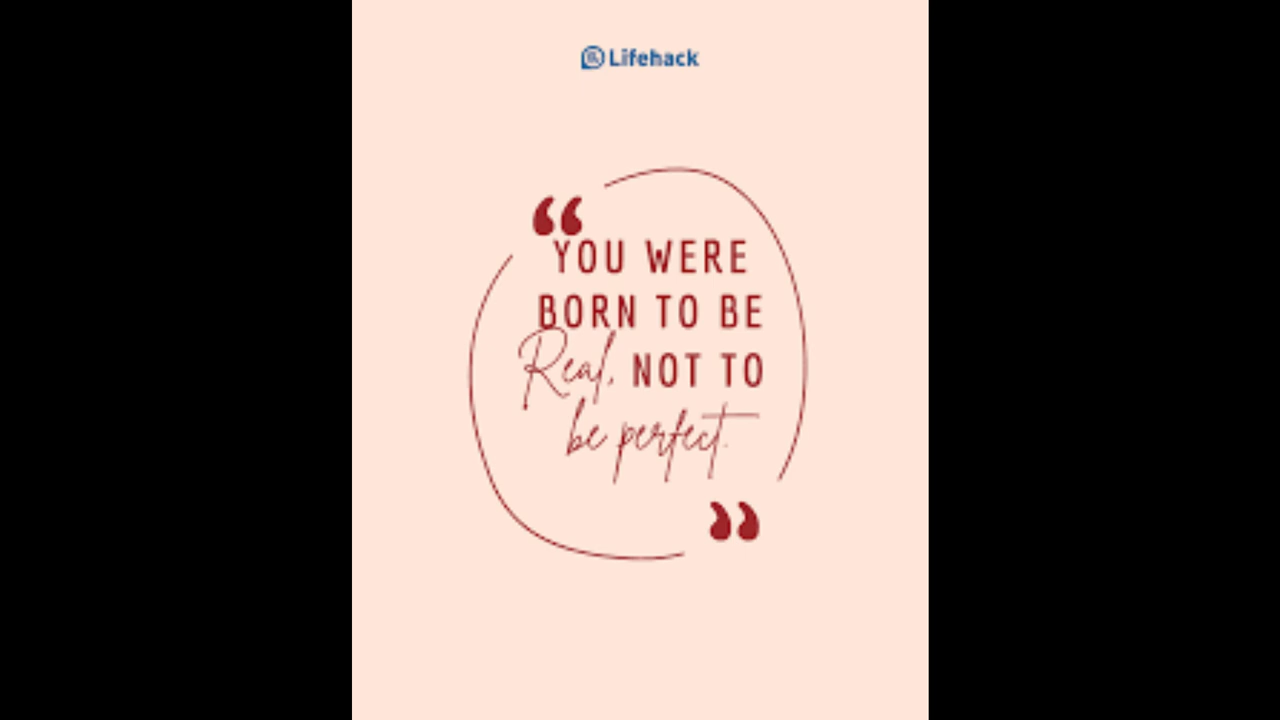 Lifehack
“YOU WERE
BORN TO BE
Real, NOT TO
be perfect.”